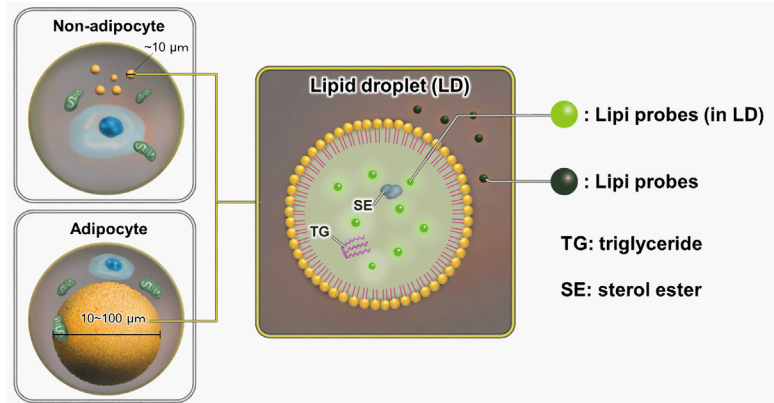 Non-adipocyte
~10 μm
Adipocyte
10~100 μm
Lipid droplet (LD)
SE
TG
: Lipi probes (in LD)
: Lipi probes
TG: triglyceride
SE: sterol ester